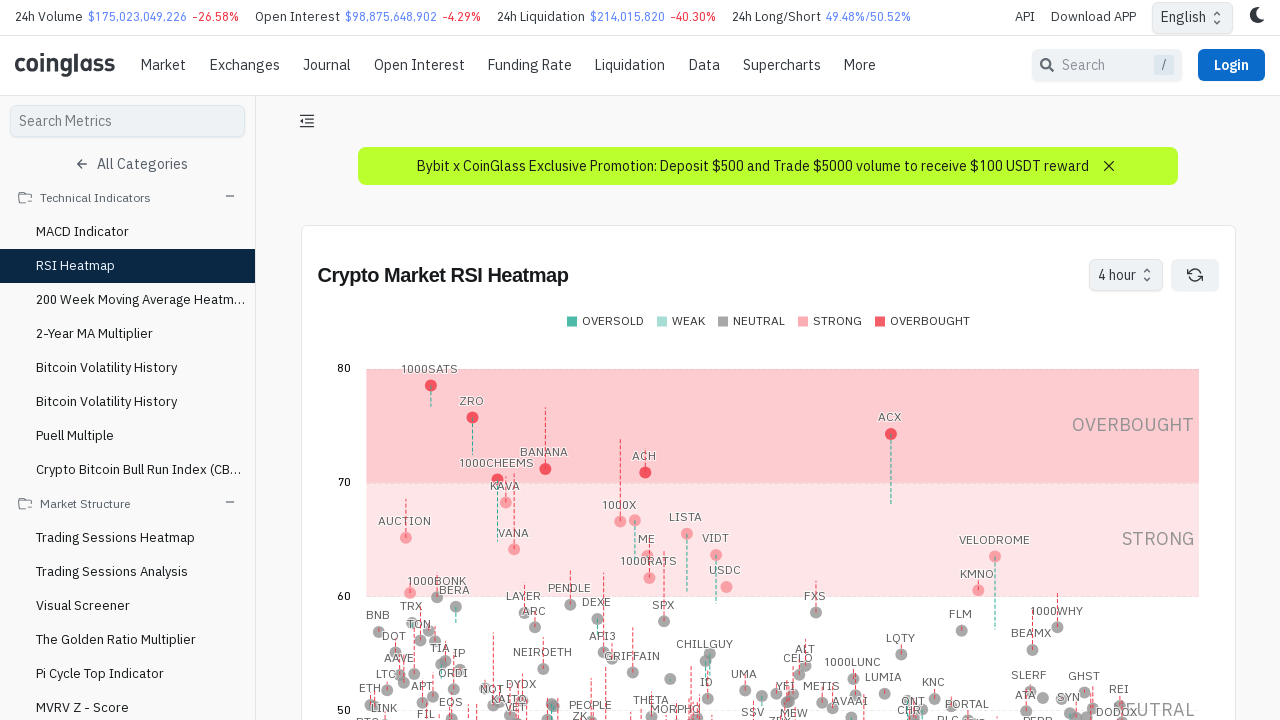 24h Volume $175,023,049,226 -26.58% Open Interest $98,875,648,902 -4.29% 24h Liquidation $214,015,820 -40.30% 24h Long/Short 49.48%/50.52% API Download APP English
coinglass Market Exchanges Journal Open Interest Funding Rate Liquidation Data Supercharts More Search / Login
Search Metrics
All Categories
Technical Indicators
MACD Indicator
RSI Heatmap
200 Week Moving Average Heatm...
2-Year MA Multiplier
Bitcoin Volatility History
Bitcoin Volatility History
Puell Multiple
Crypto Bitcoin Bull Run Index (CB...
Market Structure
Trading Sessions Heatmap
Trading Sessions Analysis
Visual Screener
The Golden Ratio Multiplier
Pi Cycle Top Indicator
MVRV Z - Score
Bybit x CoinGlass Exclusive Promotion: Deposit $500 and Trade $5000 volume to receive $100 USDT reward
Crypto Market RSI Heatmap
4 hour
OVERSOLD WEAK NEUTRAL STRONG OVERBOUGHT
80
1000SATS
ZRO
ACX
OVERBOUGHT
BANANA
ACH
1000CHEEMS
70
KAVA
1000X
AUCTION
LISTA
VANA
ME
VIDT
VELODROME
STRONG
1000RATS
USDC
KMNO
1000BONK
BERA
PENDLE
60
LAYER
DEXE
SPX
FXS
TRX
ARC
1000WHY
BNB
TON
FLM
DOT
API3
BEAMX
TIA
IP
NEIROETH
GRIFFAIN
CHILLGUY
ALT
LQTY
AAVE
CELO
1000LUNC
LTC
ORDI
UMA
LUMIA
SLERF
GHST
ETH
APT
NOT
DYDX
ID
YFI
METIS
KNC
REI
LINK
EOS
KAITO
THETA
AVAAI
ONT
PORTAL
ATA
SYN
FIL
VET
PEOPLE
SSV
MEW
CHR
50
NEUTRAL